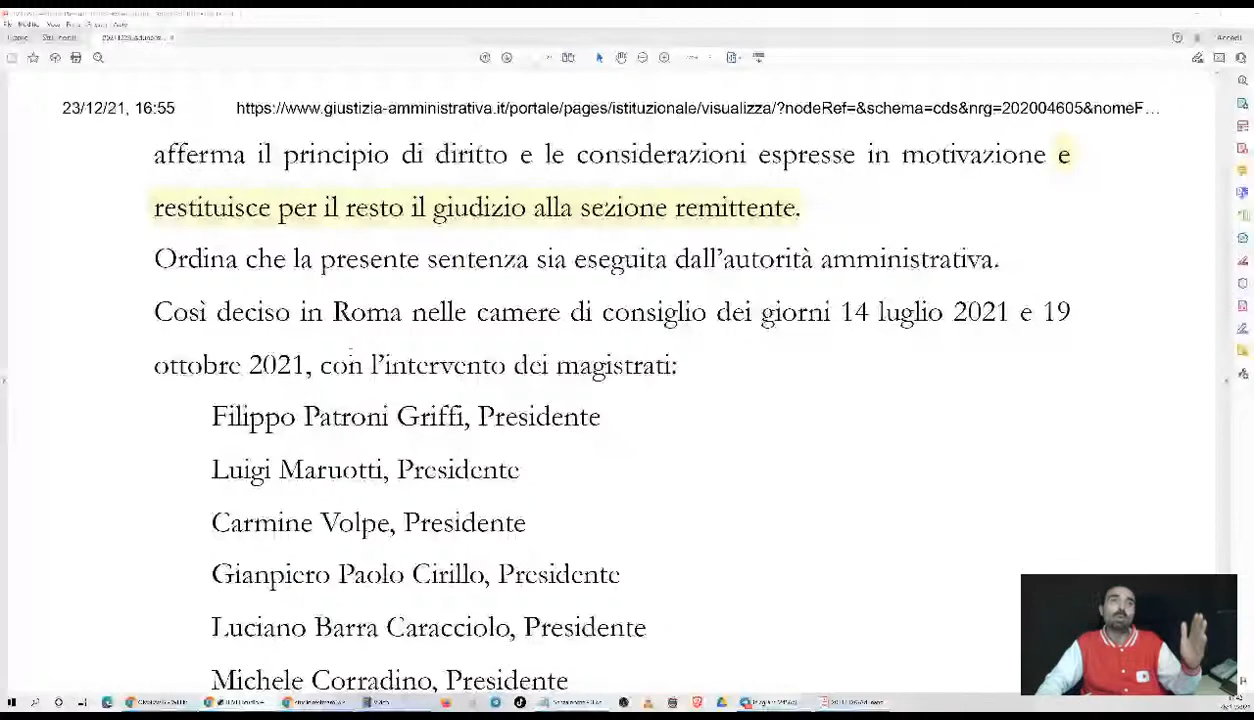 23/12/21, 16:55 https://www.giustizia-amministrativa.it/portale/pages/istituzionale/visualizza/?nodeRef=&schema=cds&nrg=202004605&nomeF…
afferma il principio di diritto e le considerazioni espresse in motivazione e
restituisce per il resto il giudizio alla sezione remittente.
Ordina che la presente sentenza sia eseguita dall’autorità amministrativa.
Così deciso in Roma nelle camere di consiglio dei giorni 14 luglio 2021 e 19
ottobre 2021, con l’intervento dei magistrati:
Filippo Patroni Griffi, Presidente
Luigi Maruotti, Presidente
Carmine Volpe, Presidente
Gianpiero Paolo Cirillo, Presidente
Luciano Barra Caracciolo, Presidente
Michele Corradino, Presidente